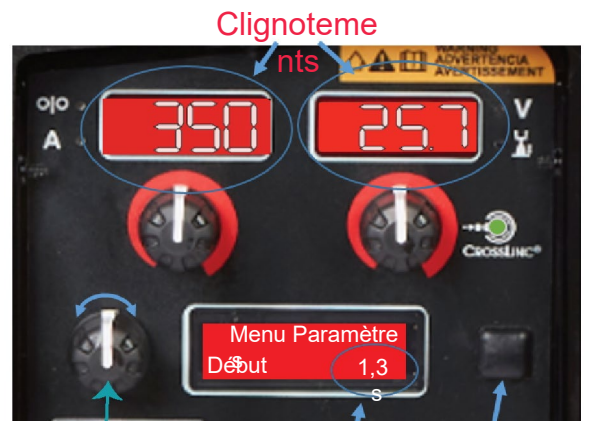 Clignoteme
nts
WARNING
ADVERTENCIA
AVERTISSEMENT
350
25.7
V
A
CROSSLINC®
Menu Paramètre
s
Début 1,3
s